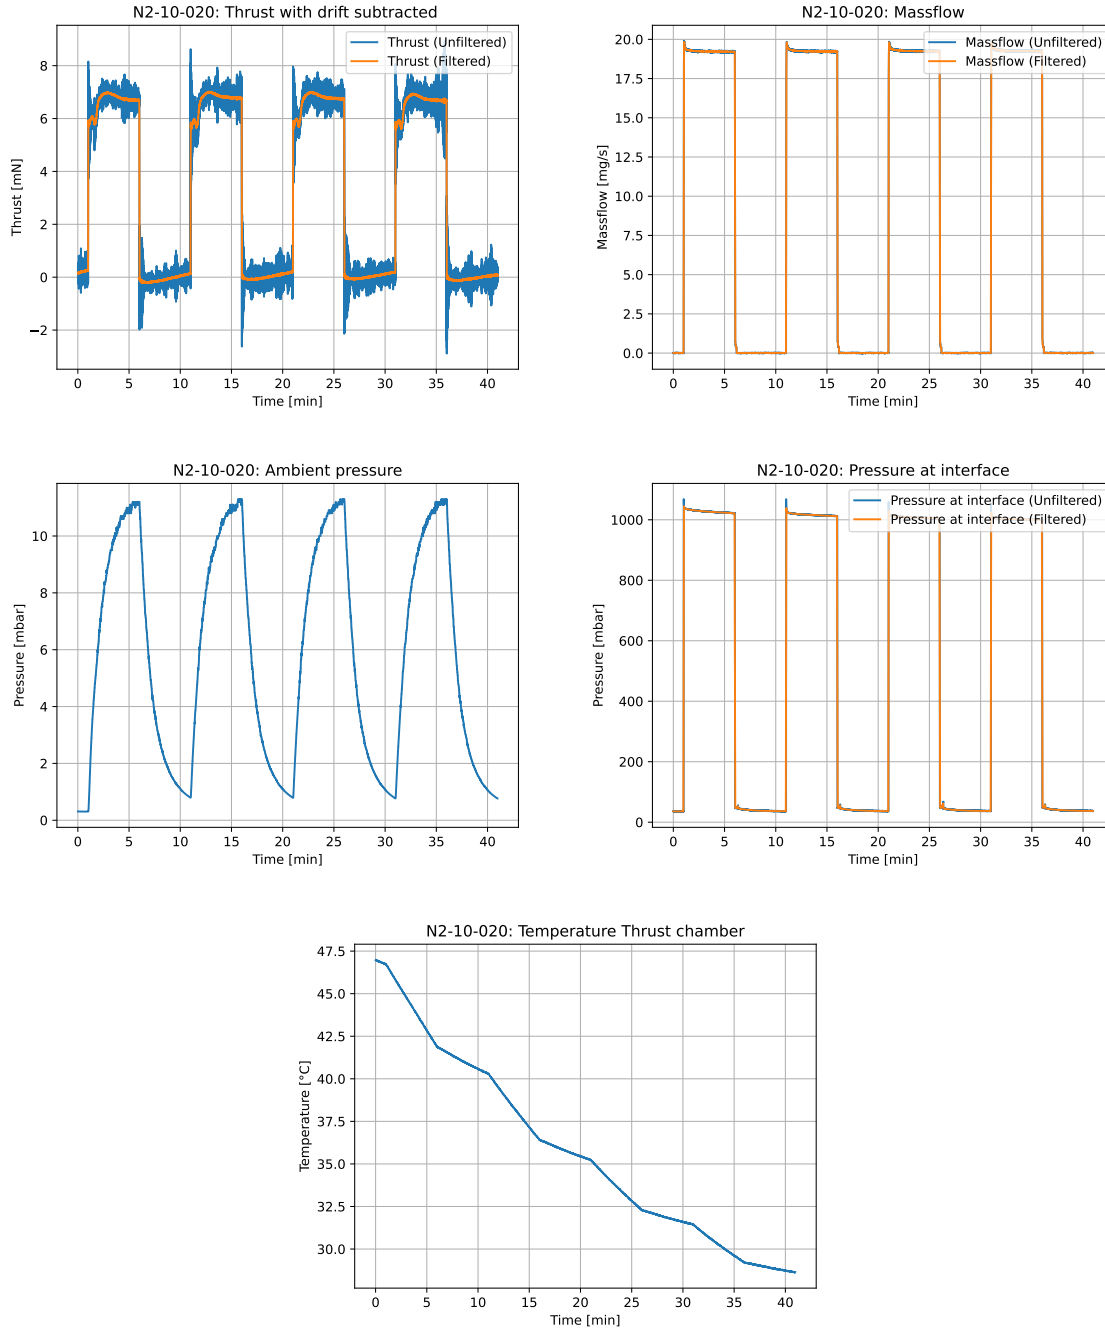 N2-10-020: Thrust with drift subtracted
Thrust (Unfiltered)
Thrust (Filtered)
Thrust [mN]
8
6
4
2
0
−2
0 5 10 15 20 25 30 35 40
Time [min]
N2-10-020: Massflow
Massflow (Unfiltered)
Massflow (Filtered)
Massflow [mg/s]
20.0
17.5
15.0
12.5
10.0
7.5
5.0
2.5
0.0
0 5 10 15 20 25 30 35 40
Time [min]
N2-10-020: Ambient pressure
Pressure [mbar]
10
8
6
4
2
0
0 5 10 15 20 25 30 35 40
Time [min]
N2-10-020: Pressure at interface
Pressure at interface (Unfiltered)
Pressure at interface (Filtered)
Pressure [mbar]
1000
800
600
400
200
0
0 5 10 15 20 25 30 35 40
Time [min]
N2-10-020: Temperature Thrust chamber
Temperature [°C]
47.5
45.0
42.5
40.0
37.5
35.0
32.5
30.0
0 5 10 15 20 25 30 35 40
Time [min]